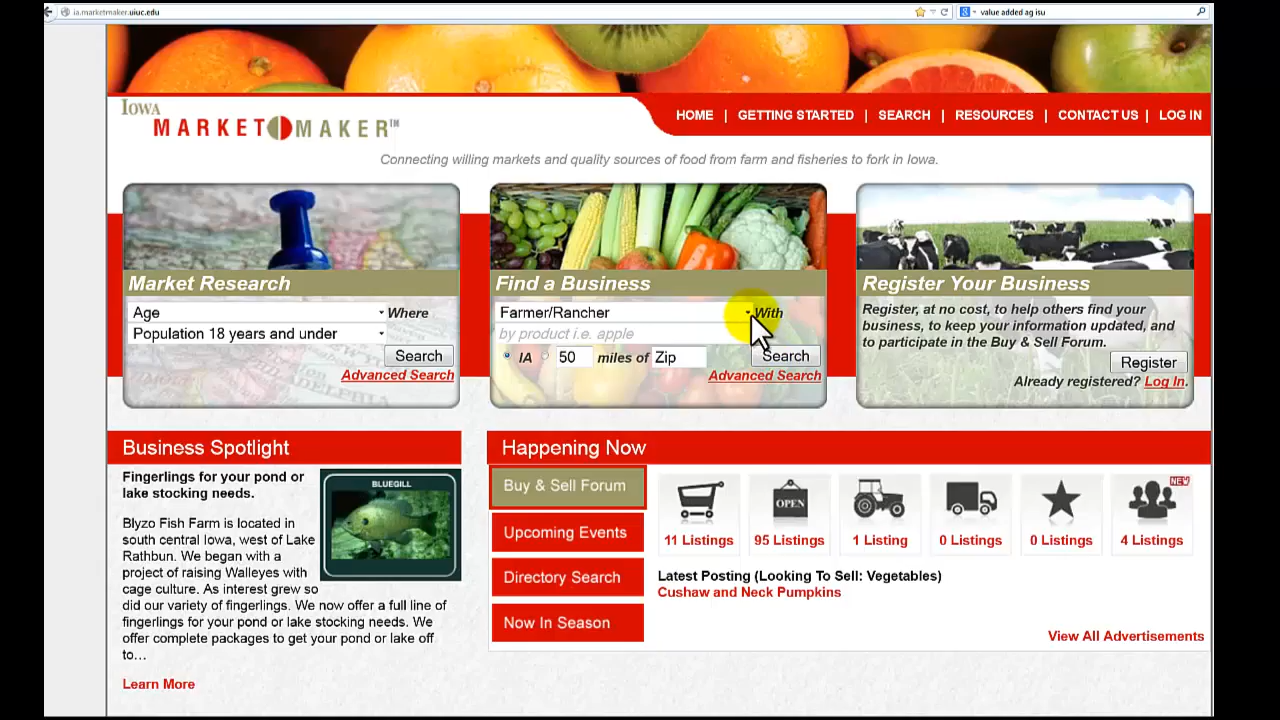 ia.marketmaker.uiuc.edu
value added ag isu
IOWA
MARKET MAKER™
HOME | GETTING STARTED | SEARCH | RESOURCES | CONTACT US | LOG IN
Connecting willing markets and quality sources of food from farm and fisheries to fork in Iowa.
Market Research
Age Where
Population 18 years and under
Search
Advanced Search
Find a Business
Farmer/Rancher With
by product i.e. apple
IA 50 miles of Zip Search
Advanced Search
Register Your Business
Register, at no cost, to help others find your
business, to keep your information updated, and
to participate in the Buy & Sell Forum.
Register
Already registered? Log In.
Business Spotlight
Fingerlings for your pond or
lake stocking needs.
BLUEGILL
Blyzo Fish Farm is located in
south central Iowa, west of Lake
Rathbun. We began with a
project of raising Walleyes with
cage culture. As interest grew so
did our variety of fingerlings. We now offer a full line of
fingerlings for your pond or lake stocking needs. We
offer complete packages to get your pond or lake off
to...
Learn More
Happening Now
Buy & Sell Forum
Upcoming Events
Directory Search
Now In Season
OPEN
NEW
11 Listings 95 Listings 1 Listing 0 Listings 0 Listings 4 Listings
Latest Posting (Looking To Sell: Vegetables)
Cushaw and Neck Pumpkins
View All Advertisements